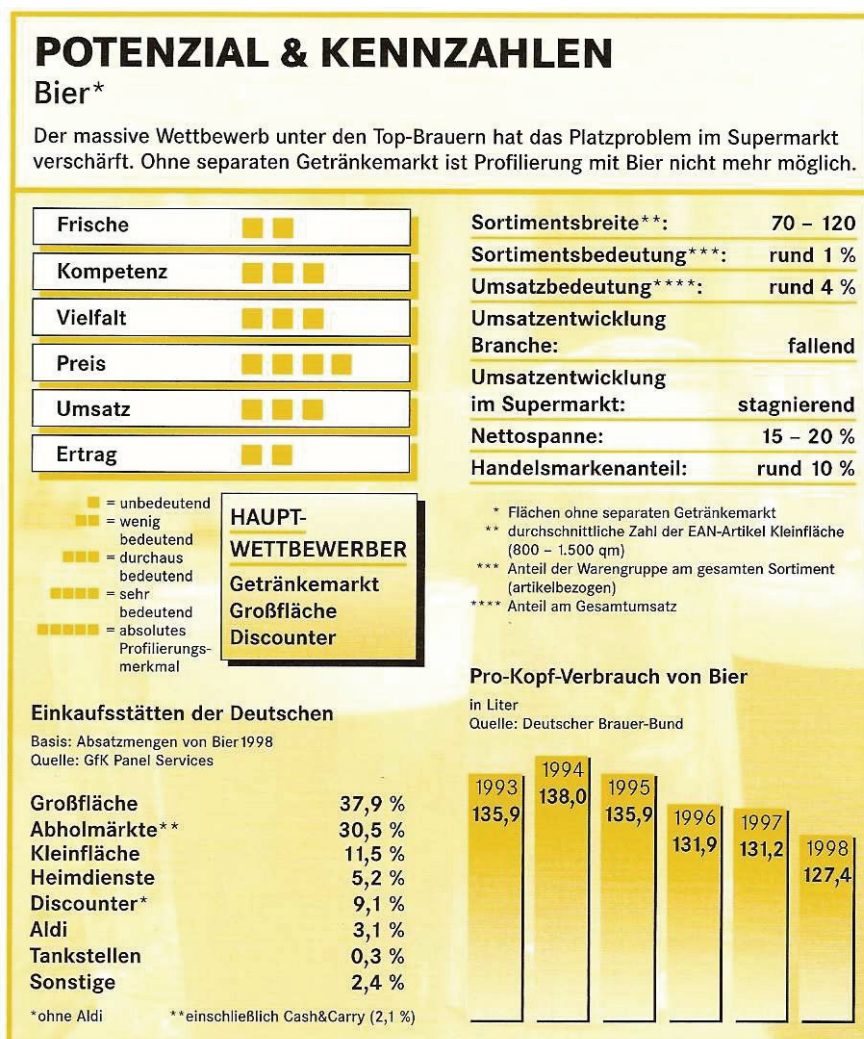 POTENZIAL & KENNZAHLEN
Bier*
Der massive Wettbewerb unter den Top-Brauern hat das Platzproblem im Supermarkt
verschärft. Ohne separaten Getränkemarkt ist Profilierung mit Bier nicht mehr möglich.
Frische
Kompetenz
Vielfalt
Preis
Umsatz
Ertrag
= unbedeutend
= wenig
bedeutend
= durchaus
bedeutend
= sehr
bedeutend
= absolutes
Profilierungs-
merkmal
HAUPT-
WETTBEWERBER
Getränkemarkt
Großfläche
Discounter
Sortimentsbreite**: 70 – 120
Sortimentsbedeutung***: rund 1 %
Umsatzbedeutung****: rund 4 %
Umsatzentwicklung
Branche: fallend
Umsatzentwicklung
im Supermarkt: stagnierend
Nettospanne: 15 – 20 %
Handelsmarkenanteil: rund 10 %
* Flächen ohne separaten Getränkemarkt
** durchschnittliche Zahl der EAN-Artikel Kleinfläche
(800 – 1.500 qm)
*** Anteil der Warengruppe am gesamten Sortiment
(artikelbezogen)
**** Anteil am Gesamtumsatz
Einkaufsstätten der Deutschen
Basis: Absatzmengen von Bier 1998
Quelle: GfK Panel Services
Großfläche 37,9 %
Abholmärkte** 30,5 %
Kleinfläche 11,5 %
Heimdienste 5,2 %
Discounter* 9,1 %
Aldi 3,1 %
Tankstellen 0,3 %
Sonstige 2,4 %
*ohne Aldi **einschließlich Cash&Carry (2,1 %)
Pro-Kopf-Verbrauch von Bier
in Liter
Quelle: Deutscher Brauer-Bund
1993
135,9
1994
138,0
1995
135,9
1996
131,9
1997
131,2
1998
127,4